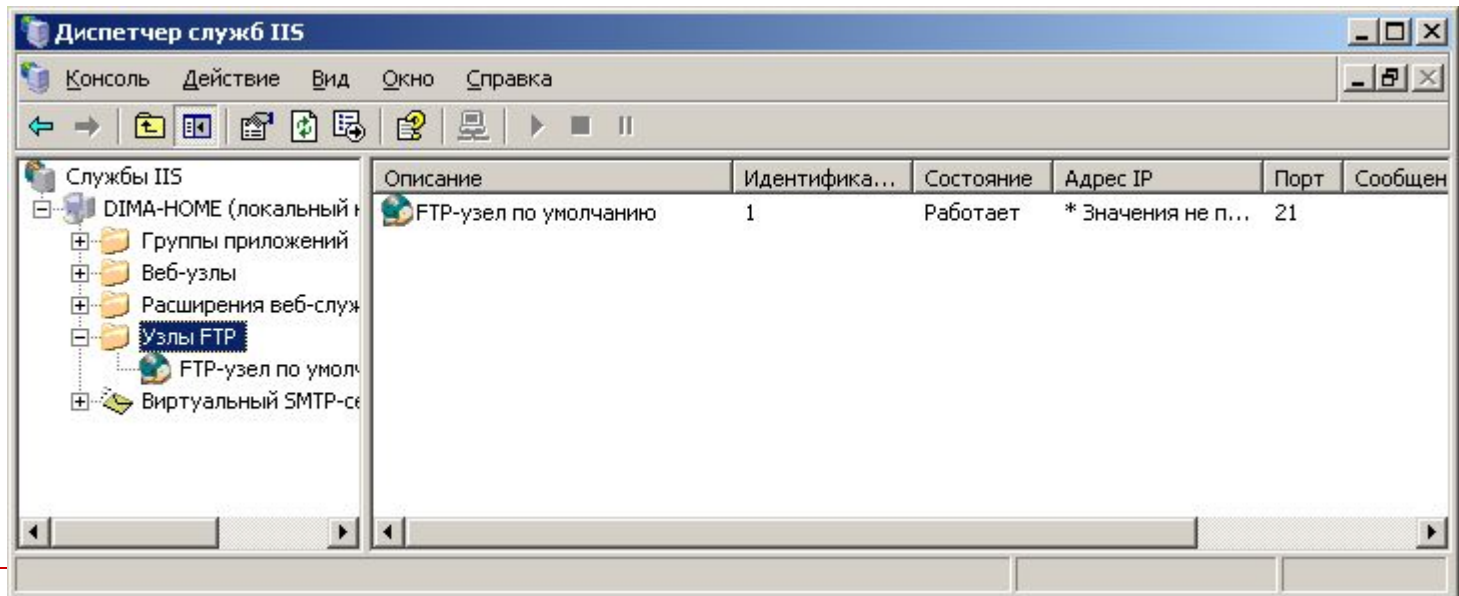 Диспетчер служб IIS
Консоль Действие Вид Окно Справка
Службы IIS
DIMA-HOME (локальный к
Группы приложений
Веб-узлы
Расширения веб-служ
Узлы FTP
FTP-узел по умолч
Виртуальный SMTP-се
Описание Идентифика... Состояние Адрес IP Порт Сообщен
FTP-узел по умолчанию 1 Работает * Значения не п... 21